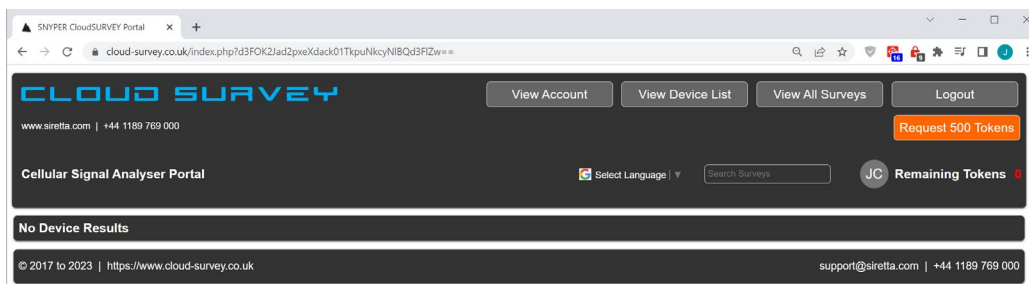 SNYPER CloudSURVEY Portal
cloud-survey.co.uk/index.php?d3FOK2Jad2pxeXdack01TkpuNkcyNlBQd3FlZw==
16
9
J
CLOUD SURVEY
View Account
View Device List
View All Surveys
Logout
www.siretta.com | +44 1189 769 000
Request 500 Tokens
Cellular Signal Analyser Portal
G Select Language | ▼
Search Surveys
JC
Remaining Tokens 0
No Device Results
© 2017 to 2023 | https://www.cloud-survey.co.uk
support@siretta.com | +44 1189 769 000